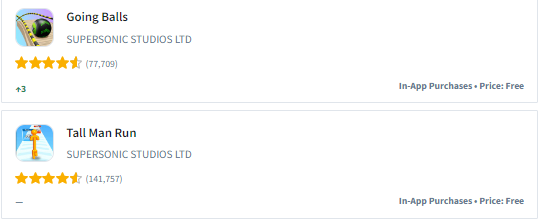 Going Balls
SUPERSONIC STUDIOS LTD
(77,709)
↑3
In-App Purchases • Price: Free
Tall Man Run
SUPERSONIC STUDIOS LTD
(141,757)
—
In-App Purchases • Price: Free